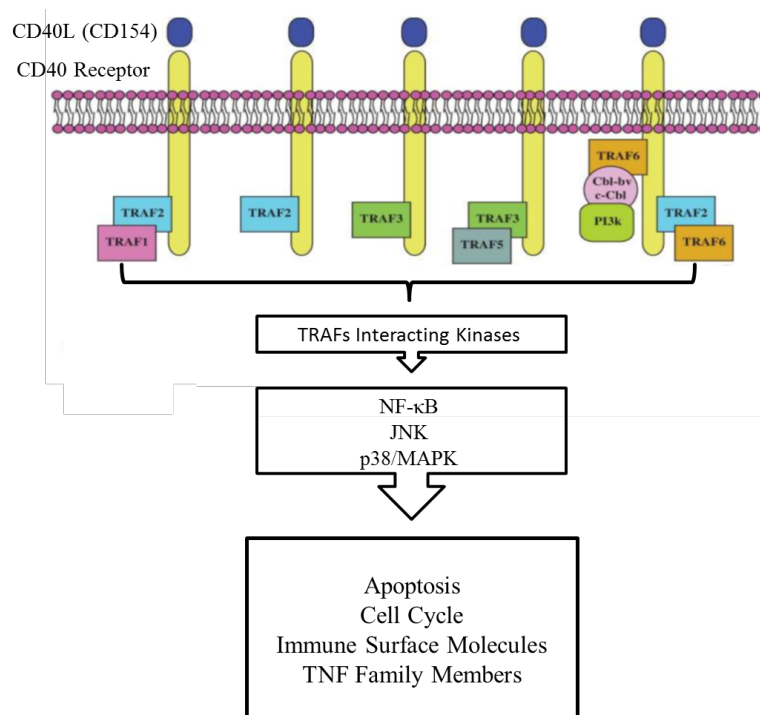 CD40L (CD154)
CD40 Receptor
TRAF6
Cbl-bv
c-Cbl
PI3k
TRAF2
TRAF1
TRAF2
TRAF3
TRAF3
TRAF5
TRAF2
TRAF6
TRAFs Interacting Kinases
NF-κB
JNK
p38/MAPK
Apoptosis
Cell Cycle
Immune Surface Molecules
TNF Family Members